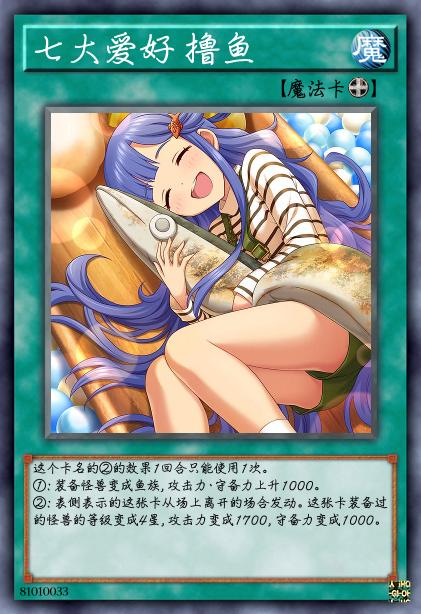 七大爱好 撸鱼
魔
【魔法卡】
这个卡名的②的效果1回合只能使用1次。
①:装备怪兽变成鱼族,攻击力·守备力上升1000。
②:表侧表示的这张卡从场上离开的场合发动。这张卡装备过
的怪兽的等级变成4星,攻击力变成1700,守备力变成1000。
81010033